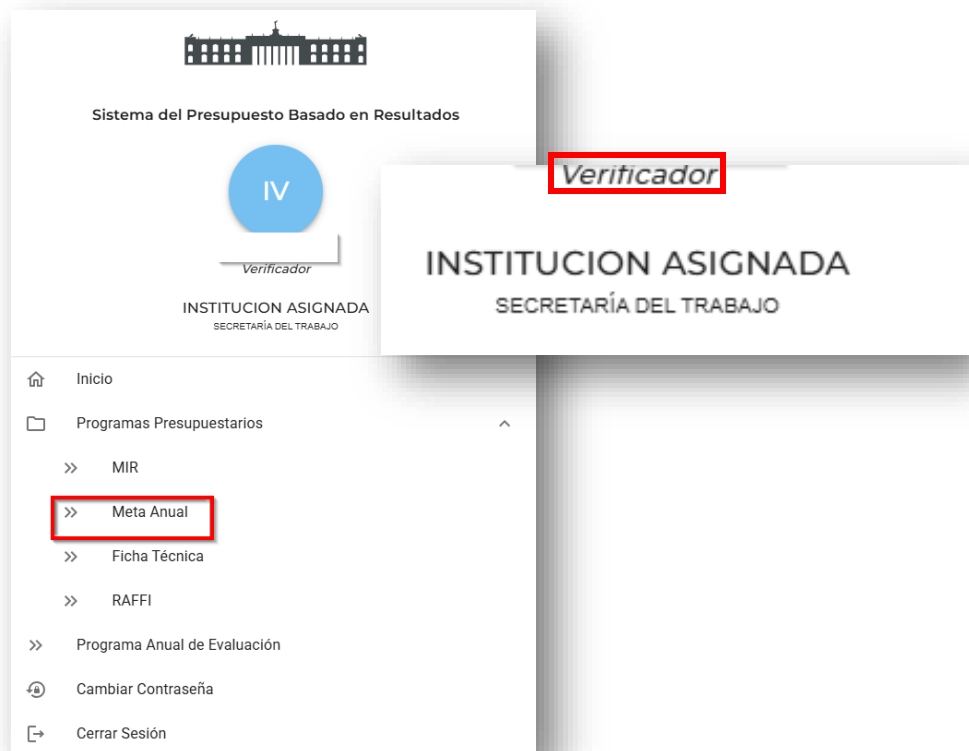 Sistema del Presupuesto Basado en Resultados
IV
Verificador
INSTITUCION ASIGNADA
SECRETARÍA DEL TRABAJO
Verificador
INSTITUCION ASIGNADA
SECRETARÍA DEL TRABAJO
Inicio
Programas Presupuestarios
MIR
Meta Anual
Ficha Técnica
RAFFI
Programa Anual de Evaluación
Cambiar Contraseña
Cerrar Sesión